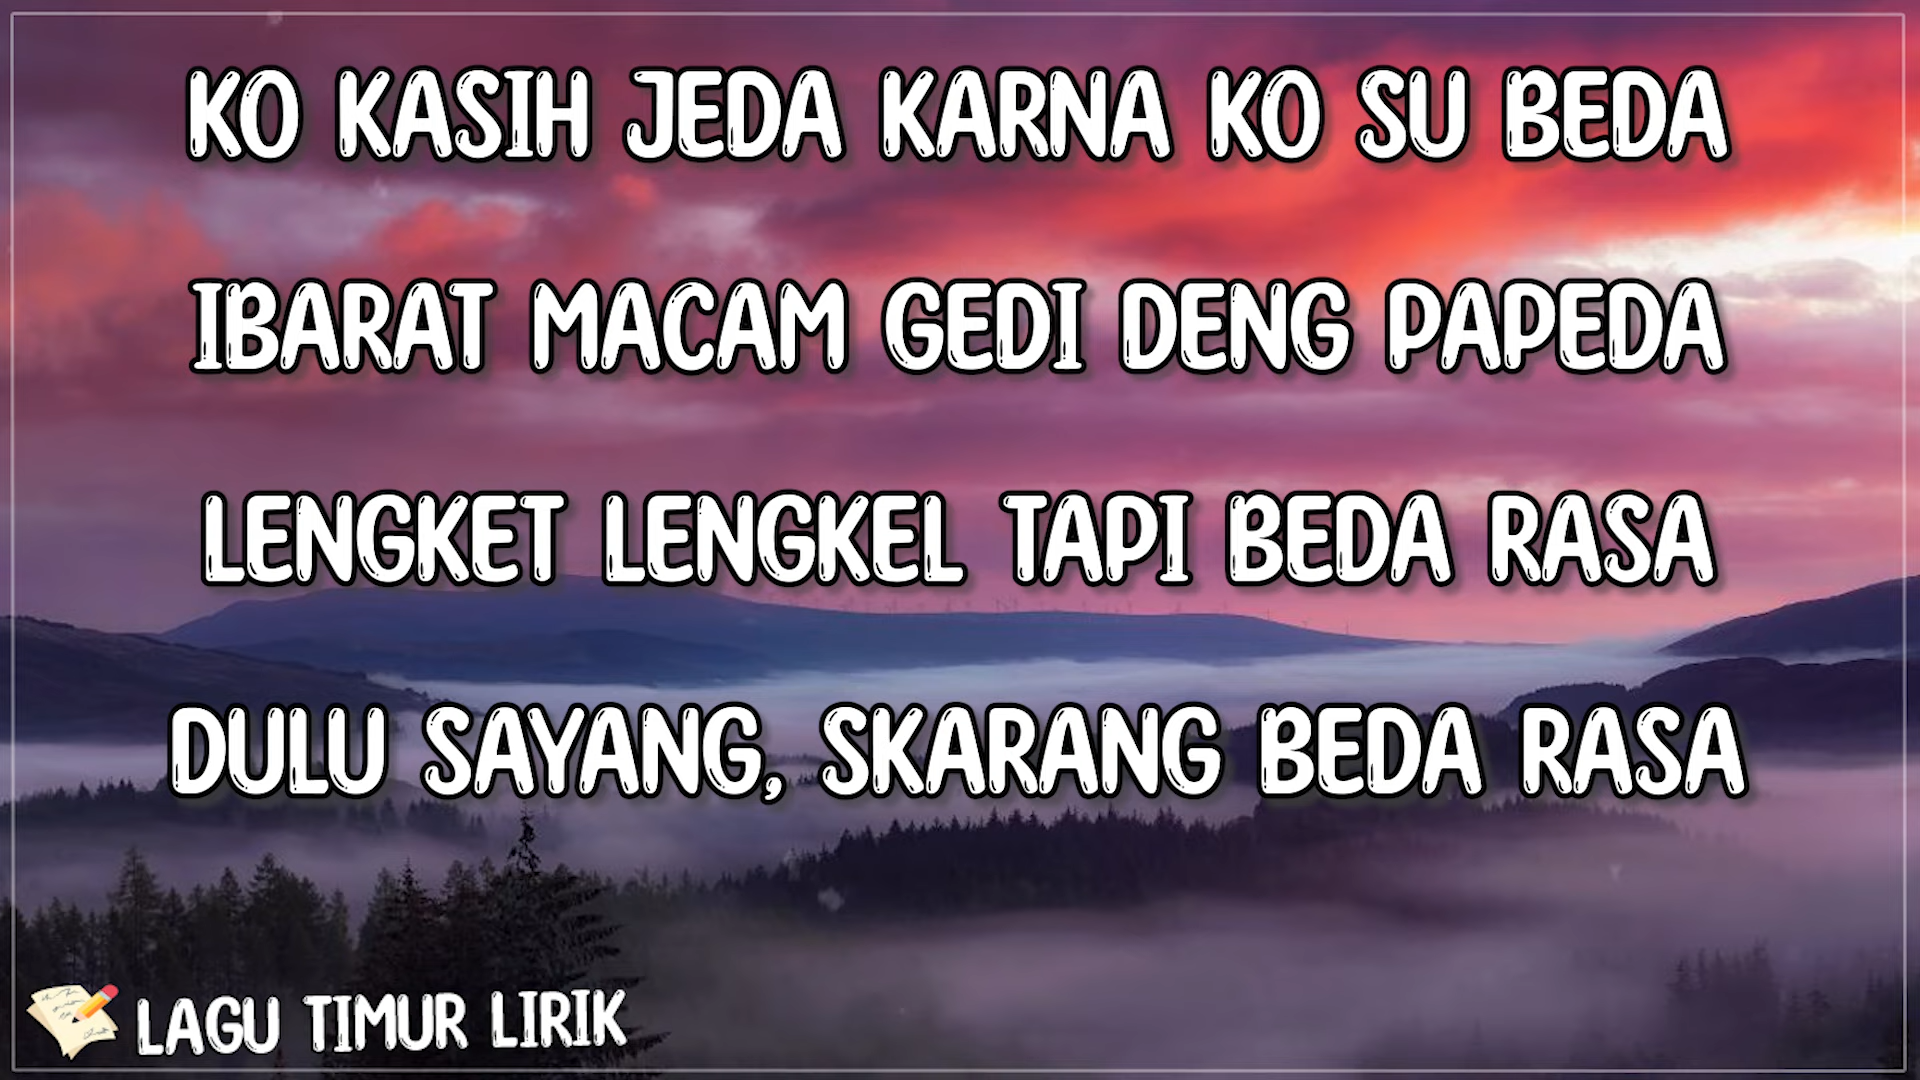 KO KASIH JEDA KARNA KO SU BEDA
IBARAT MACAM GEDI DENG PAPEDA
LENGKET LENGKEL TAPI BEDA RASA
DULU SAYANG, SKARANG BEDA RASA
LAGU TIMUR LIRIK